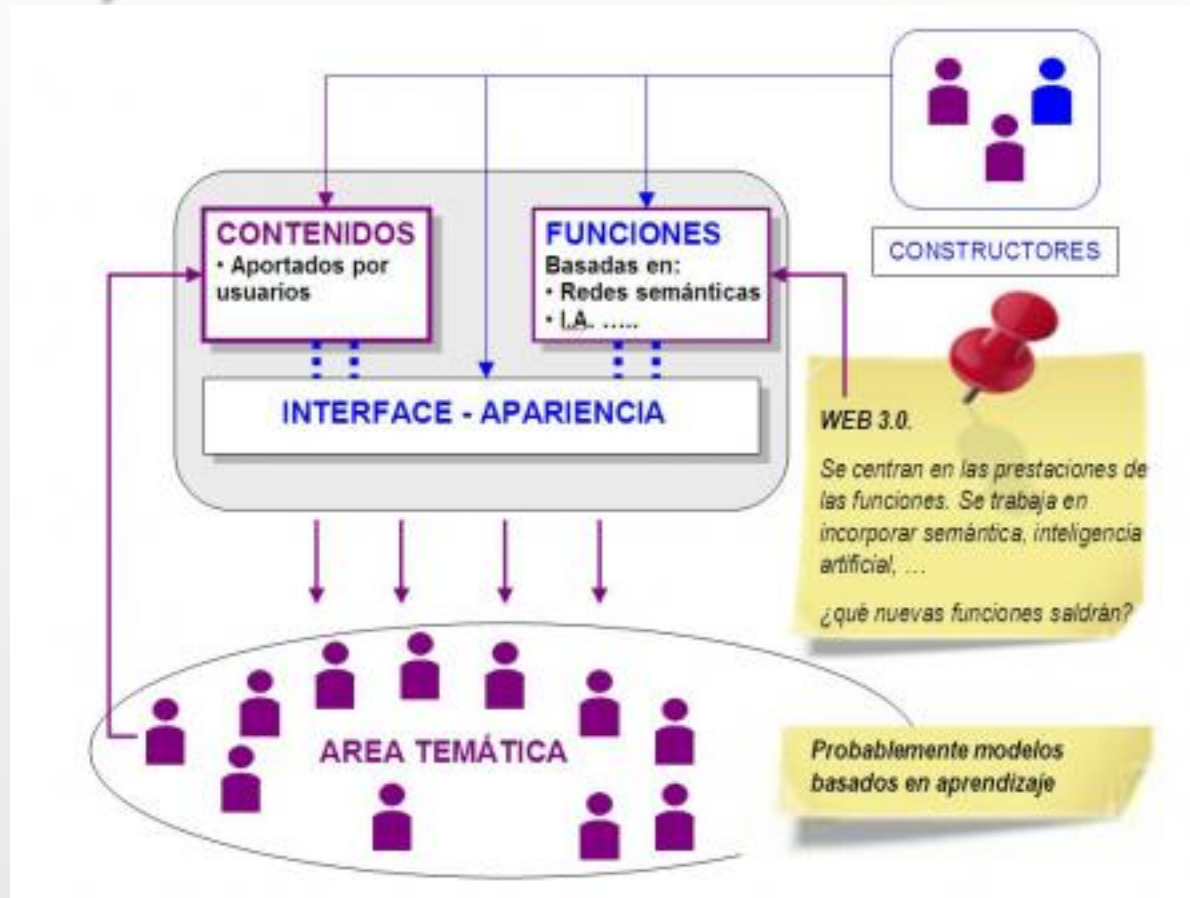 CONTENIDOS
• Aportados por
usuarios
FUNCIONES
Basadas en:
• Redes semánticas
• I.A. .....
INTERFACE - APARIENCIA
CONSTRUCTORES
WEB 3.0.
Se centran en las prestaciones de
las funciones. Se trabaja en
incorporar semántica, inteligencia
artificial, ...
¿qué nuevas funciones saldrán?
AREA TEMÁTICA
Probablemente modelos
basados en aprendizaje